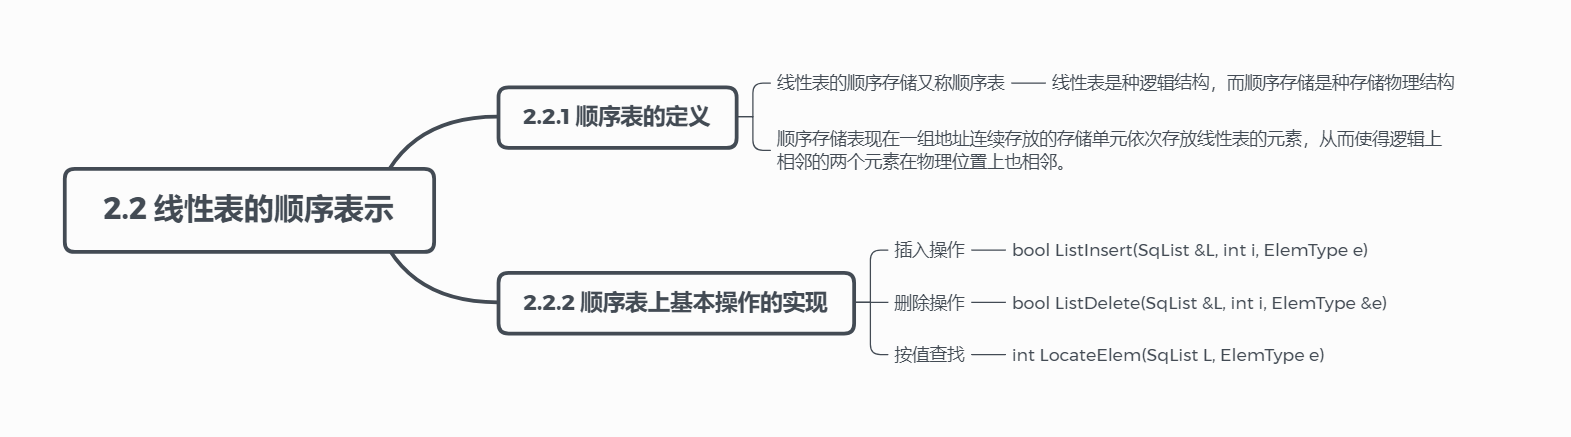 2.2 线性表的顺序表示
2.2.1 顺序表的定义
线性表的顺序存储又称顺序表
线性表是种逻辑结构，而顺序存储是种存储物理结构
顺序存储表现在一组地址连续存放的存储单元依次存放线性表的元素，从而使得逻辑上
相邻的两个元素在物理位置上也相邻。
2.2.2 顺序表上基本操作的实现
插入操作
bool ListInsert(SqList &L, int i, ElemType e)
删除操作
bool ListDelete(SqList &L, int i, ElemType &e)
按值查找
int LocateElem(SqList L, ElemType e)